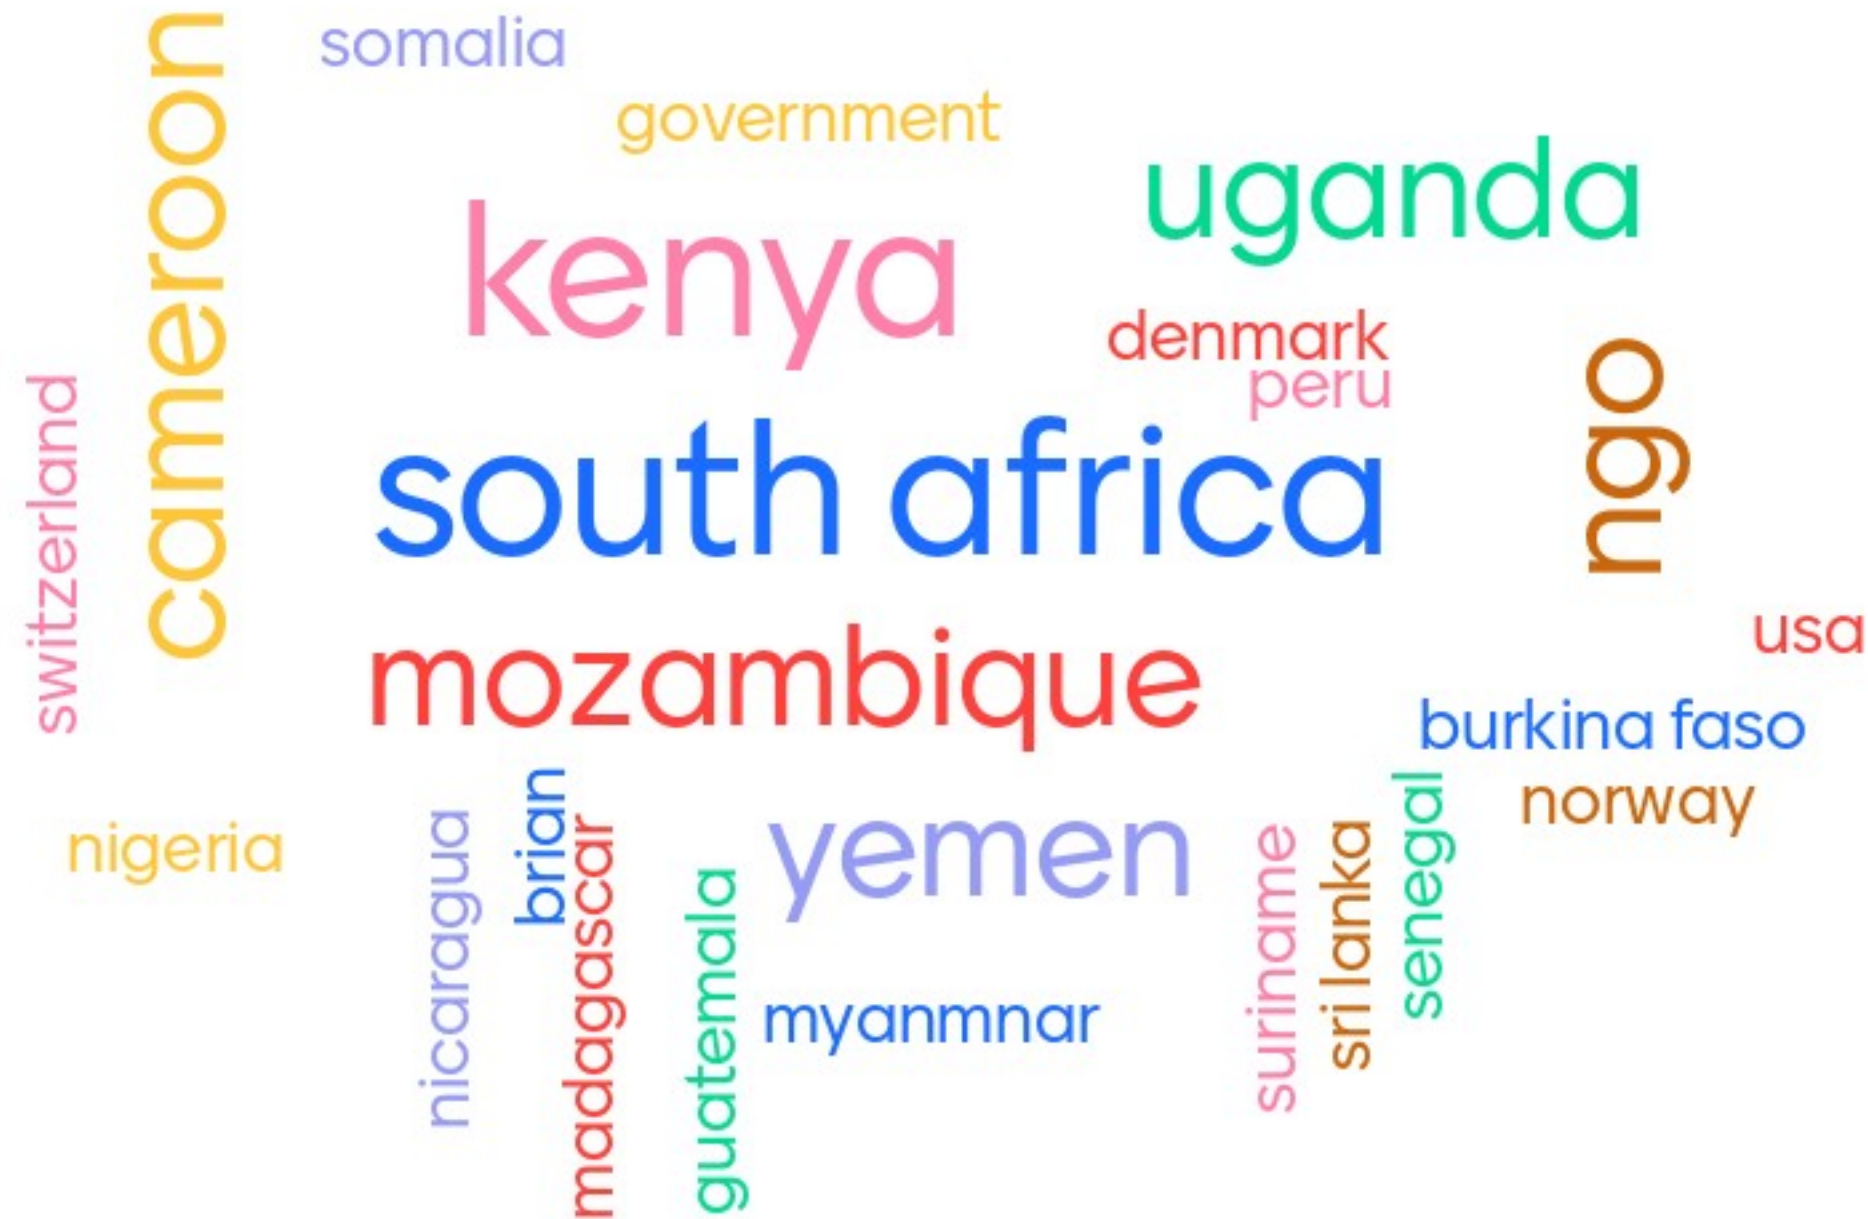 somalia
cameroon
government
uganda
kenya
denmark
peru
ngo
switzerland
south africa
usa
mozambique
burkina faso
norway
nigeria
niccaragua
brian
madagascar
yemen
guatemala
suriname
sri lanka
senegal
myanmnar